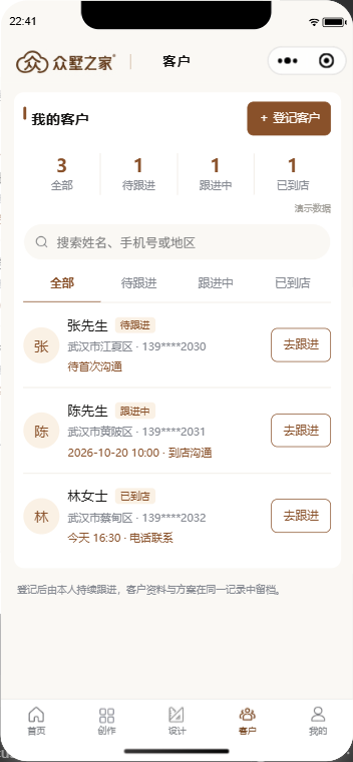 22:41
众墅之家 客户
我的客户 + 登记客户
3 1 1 1
全部 待跟进 跟进中 已到店
演示数据
搜索姓名、手机号或地区
全部 待跟进 跟进中 已到店
张先生 待跟进
张 武汉市江夏区 · 139****2030 去跟进
待首次沟通
陈先生 跟进中
陈 武汉市黄陂区 · 139****2031 去跟进
2026-10-20 10:00 · 到店沟通
林女士 已到店
林 武汉市蔡甸区 · 139****2032 去跟进
今天 16:30 · 电话联系
登记后由本人持续跟进，客户资料与方案在同一记录中留档。
首页 创作 设计 客户 我的